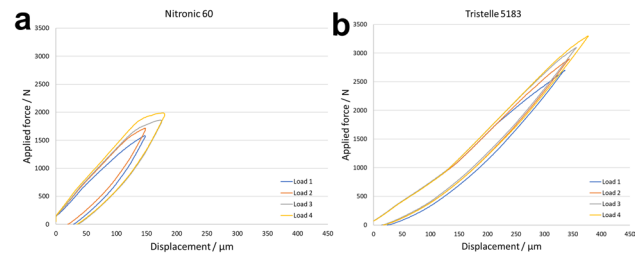 a
Nitronic 60
Applied force / N
3500
3000
2500
2000
1500
1000
500
0
0 50 100 150 200 250 300 350 400 450
Displacement / μm
Load 1
Load 2
Load 3
Load 4
b
Tristelle 5183
Applied force / N
3500
3000
2500
2000
1500
1000
500
0
0 50 100 150 200 250 300 350 400 450
Displacement / μm
Load 1
Load 2
Load 3
Load 4